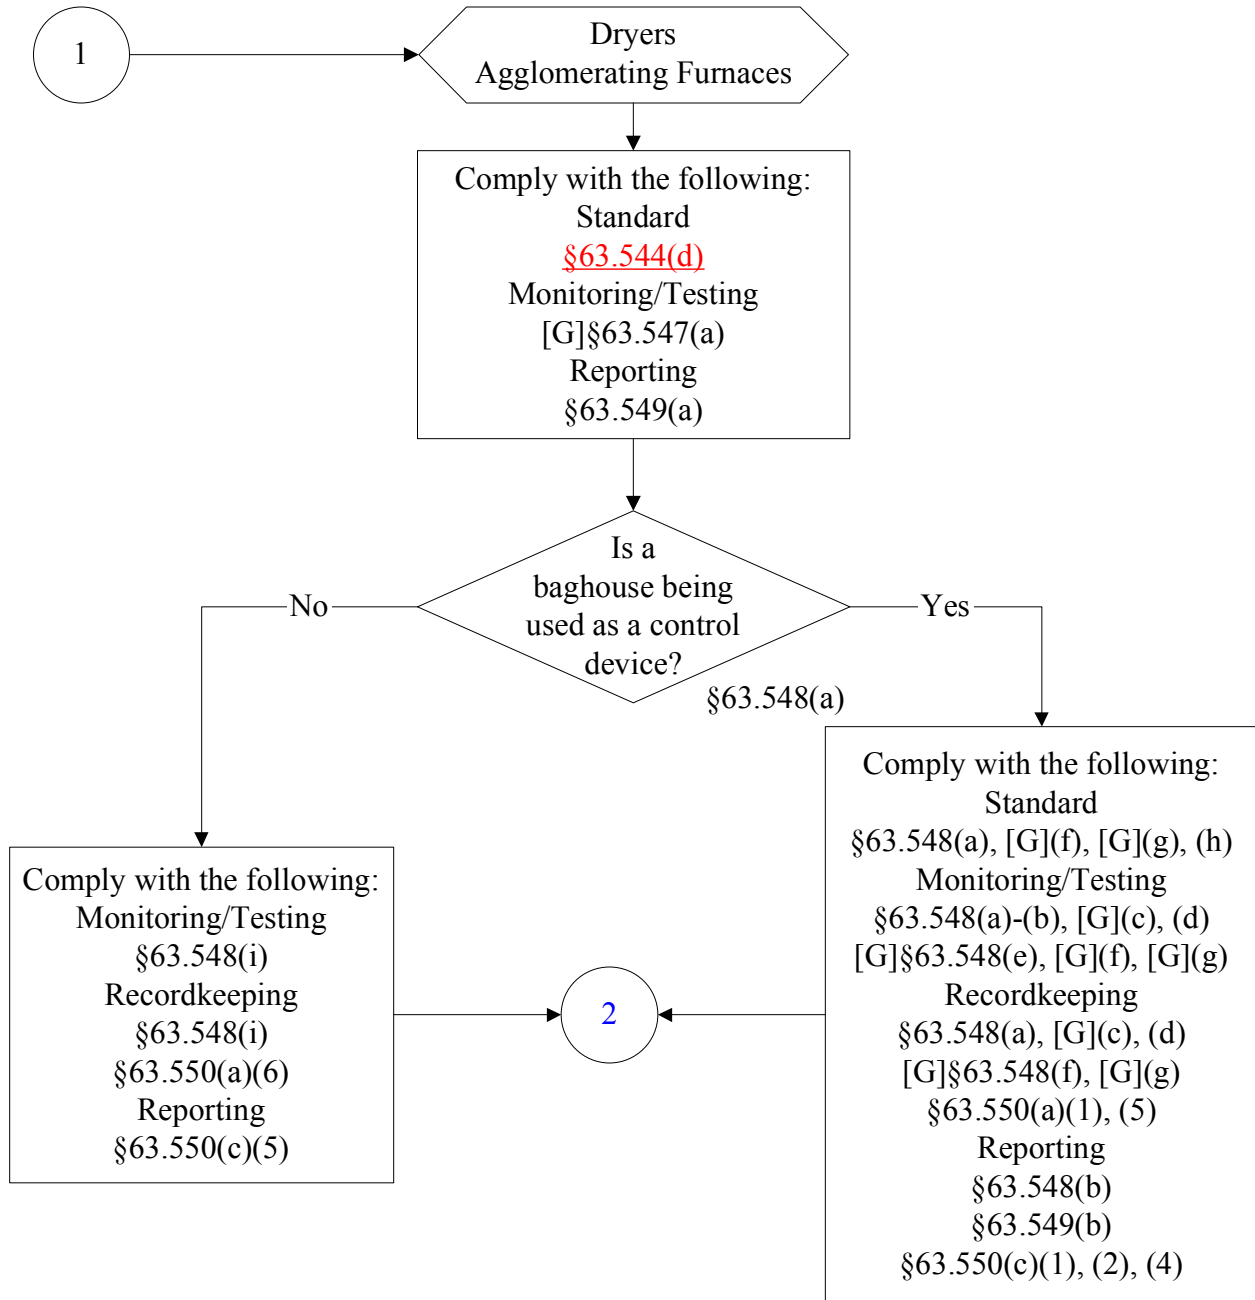 1
Dryers
Agglomerating Furnaces
Comply with the following:
Standard
§63.544(d)
Monitoring/Testing
[G]§63.547(a)
Reporting
§63.549(a)
Is a
baghouse being
used as a control
device?
§63.548(a)
No
Yes
Comply with the following:
Monitoring/Testing
§63.548(i)
Recordkeeping
§63.548(i)
§63.550(a)(6)
Reporting
§63.550(c)(5)
2
Comply with the following:
Standard
§63.548(a), [G](f), [G](g), (h)
Monitoring/Testing
§63.548(a)-(b), [G](c), (d)
[G]§63.548(e), [G](f), [G](g)
Recordkeeping
§63.548(a), [G](c), (d)
[G]§63.548(f), [G](g)
§63.550(a)(1), (5)
Reporting
§63.548(b)
§63.549(b)
§63.550(c)(1), (2), (4)